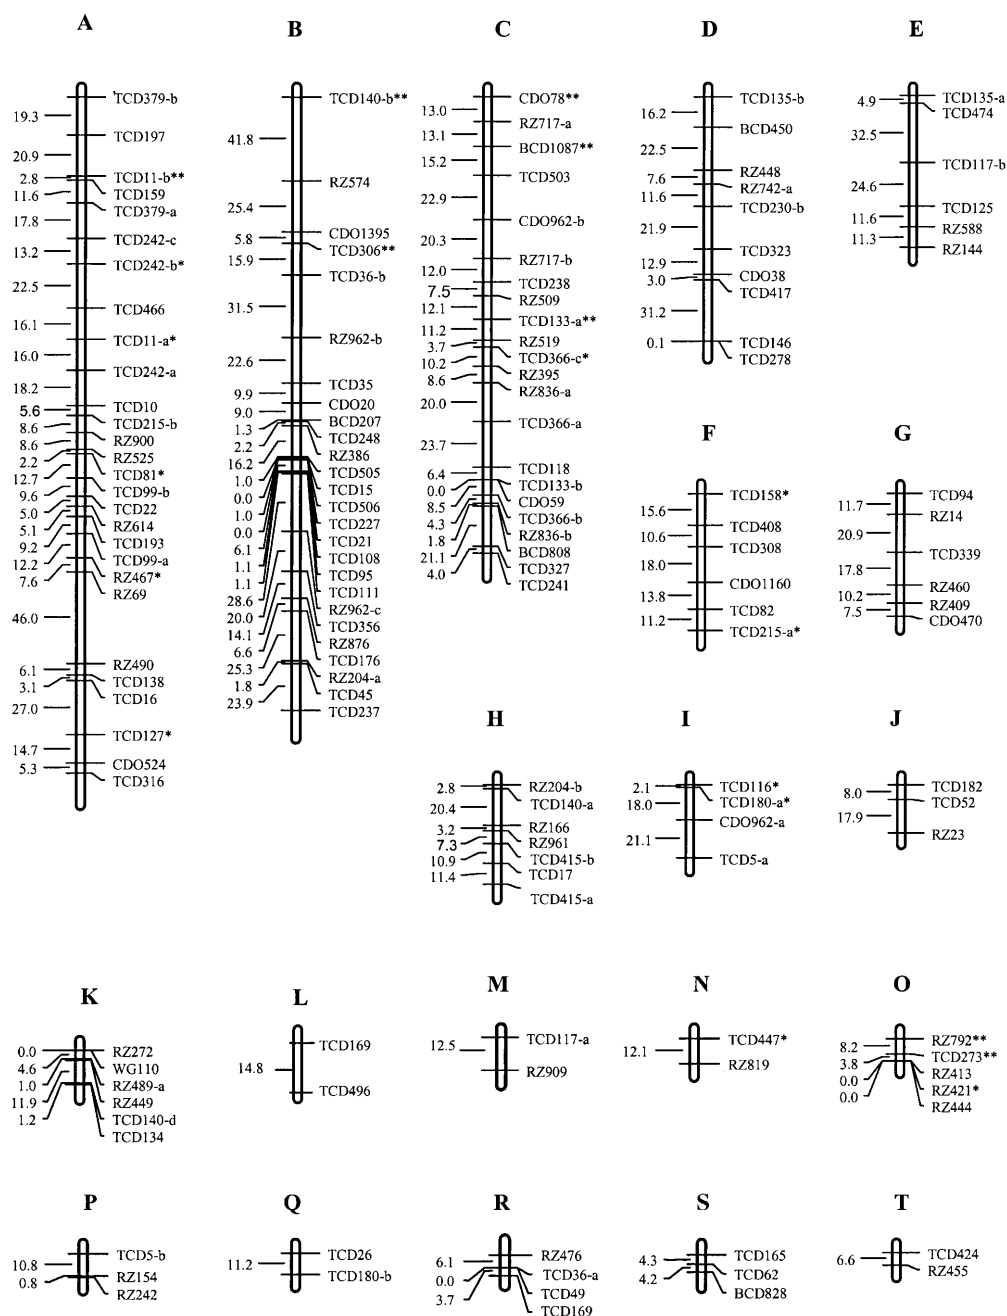 A
TCD379-b
19.3
TCD197
20.9
TCD11-b**
2.8
TCD159
11.6
TCD379-a
17.8
TCD242-c
13.2
TCD242-b*
22.5
TCD466
16.1
TCD11-a*
16.0
TCD242-a
18.2
TCD10
5.6
TCD215-b
8.6
RZ900
8.6
RZ525
2.2
TCD81*
12.7
TCD99-b
9.6
TCD22
5.0
RZ614
5.1
TCD193
9.2
TCD99-a
12.2
RZ467*
7.6
RZ69
46.0
RZ490
6.1
TCD138
3.1
TCD16
27.0
TCD127*
14.7
CDO524
5.3
TCD316
B
TCD140-b**
41.8
RZ574
25.4
CDO1395
5.8
TCD306**
15.9
TCD36-b
31.5
RZ962-b
22.6
TCD35
9.9
CDO20
9.0
BCD207
1.3
TCD248
2.2
RZ386
16.2
TCD505
1.0
TCD15
0.0
TCD506
1.0
TCD227
0.0
TCD21
6.1
TCD108
1.1
TCD95
1.1
TCD111
28.6
RZ962-c
20.0
TCD356
14.1
RZ876
6.6
TCD176
25.3
RZ204-a
1.8
TCD45
23.9
TCD237
C
CDO78**
13.0
RZ717-a
13.1
BCD1087**
15.2
TCD503
22.9
CDO962-b
20.3
RZ717-b
12.0
TCD238
7.5
RZ509
12.1
TCD133-a**
11.2
RZ519
3.7
TCD366-c*
10.2
RZ395
8.6
RZ836-a
20.0
TCD366-a
23.7
TCD118
6.4
TCD133-b
0.0
CDO59
8.5
TCD366-b
4.3
RZ836-b
1.8
BCD808
21.1
TCD327
4.0
TCD241
D
TCD135-b
16.2
BCD450
22.5
RZ448
7.6
RZ742-a
11.6
TCD230-b
21.9
TCD323
12.9
CDO38
3.0
TCD417
31.2
TCD146
0.1
TCD278
E
TCD135-a
4.9
TCD474
32.5
TCD117-b
24.6
TCD125
11.6
RZ588
11.3
RZ144
F
TCD158*
15.6
TCD408
10.6
TCD308
18.0
CDO1160
13.8
TCD82
11.2
TCD215-a*
G
TCD94
11.7
RZ14
20.9
TCD339
17.8
RZ460
10.2
RZ409
7.5
CDO470
H
RZ204-b
2.8
TCD140-a
20.4
RZ166
3.2
RZ961
7.3
TCD415-b
10.9
TCD17
11.4
TCD415-a
I
TCD116*
2.1
TCD180-a*
18.0
CDO962-a
21.1
TCD5-a
J
TCD182
8.0
TCD52
17.9
RZ23
K
RZ272
0.0
WG110
4.6
RZ489-a
1.0
RZ449
11.9
TCD140-d
1.2
TCD134
L
TCD169
14.8
TCD496
M
TCD117-a
12.5
RZ909
N
TCD447*
12.1
RZ819
O
RZ792**
8.2
TCD273**
3.8
RZ413
0.0
RZ421*
0.0
RZ444
P
TCD5-b
10.8
RZ154
0.8
RZ242
Q
TCD26
11.2
TCD180-b
R
RZ476
6.1
TCD36-a
0.0
TCD49
3.7
TCD169
S
TCD165
4.3
TCD62
4.2
BCD828
T
TCD424
6.6
RZ455